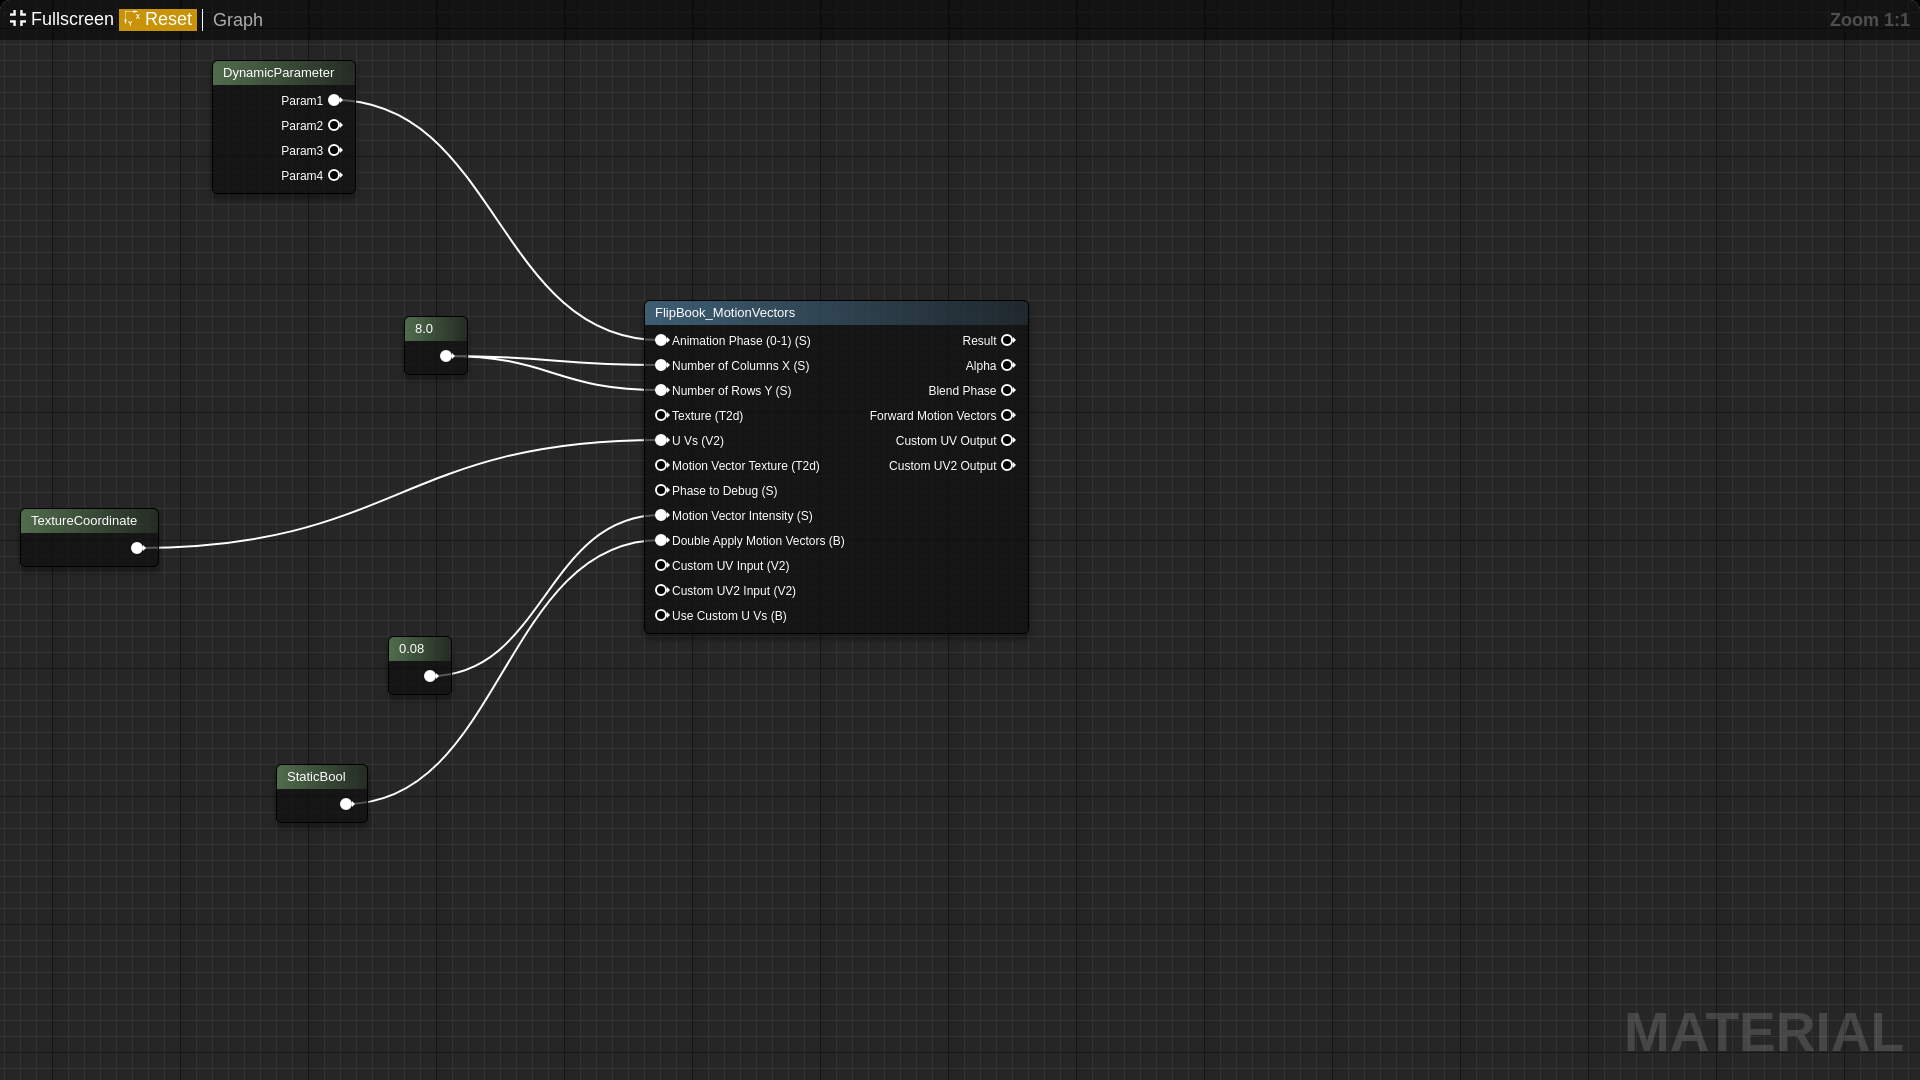 Fullscreen Reset Graph
Zoom 1:1
DynamicParameter
Param1
Param2
Param3
Param4
8.0
FlipBook_MotionVectors
Animation Phase (0-1) (S) Result
Number of Columns X (S) Alpha
Number of Rows Y (S) Blend Phase
Texture (T2d) Forward Motion Vectors
U Vs (V2) Custom UV Output
Motion Vector Texture (T2d) Custom UV2 Output
Phase to Debug (S)
Motion Vector Intensity (S)
Double Apply Motion Vectors (B)
Custom UV Input (V2)
Custom UV2 Input (V2)
Use Custom U Vs (B)
TextureCoordinate
0.08
StaticBool
MATERIAL